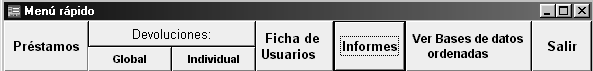 Menú rápido
Préstamos
Devoluciones:
Global
Individual
Ficha de
Usuarios
Informes
Ver Bases de datos
ordenadas
Salir